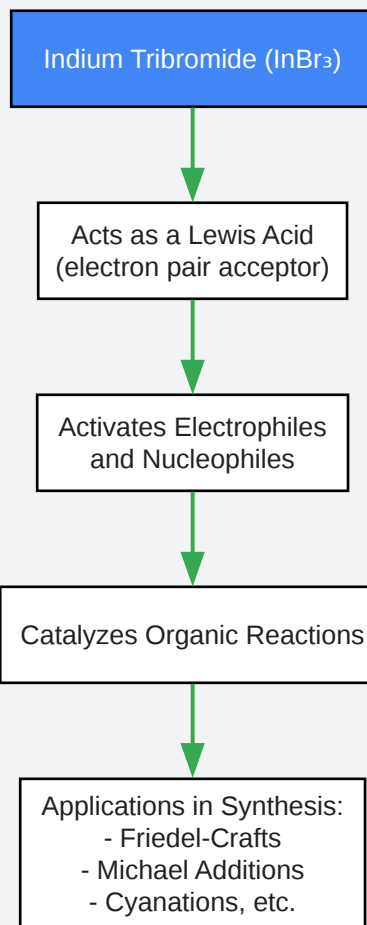 Indium Tribromide (InBr₃)
Acts as a Lewis Acid
(electron pair acceptor)
Activates Electrophiles
and Nucleophiles
Catalyzes Organic Reactions
Applications in Synthesis:
- Friedel-Crafts
- Michael Additions
- Cyanations, etc.